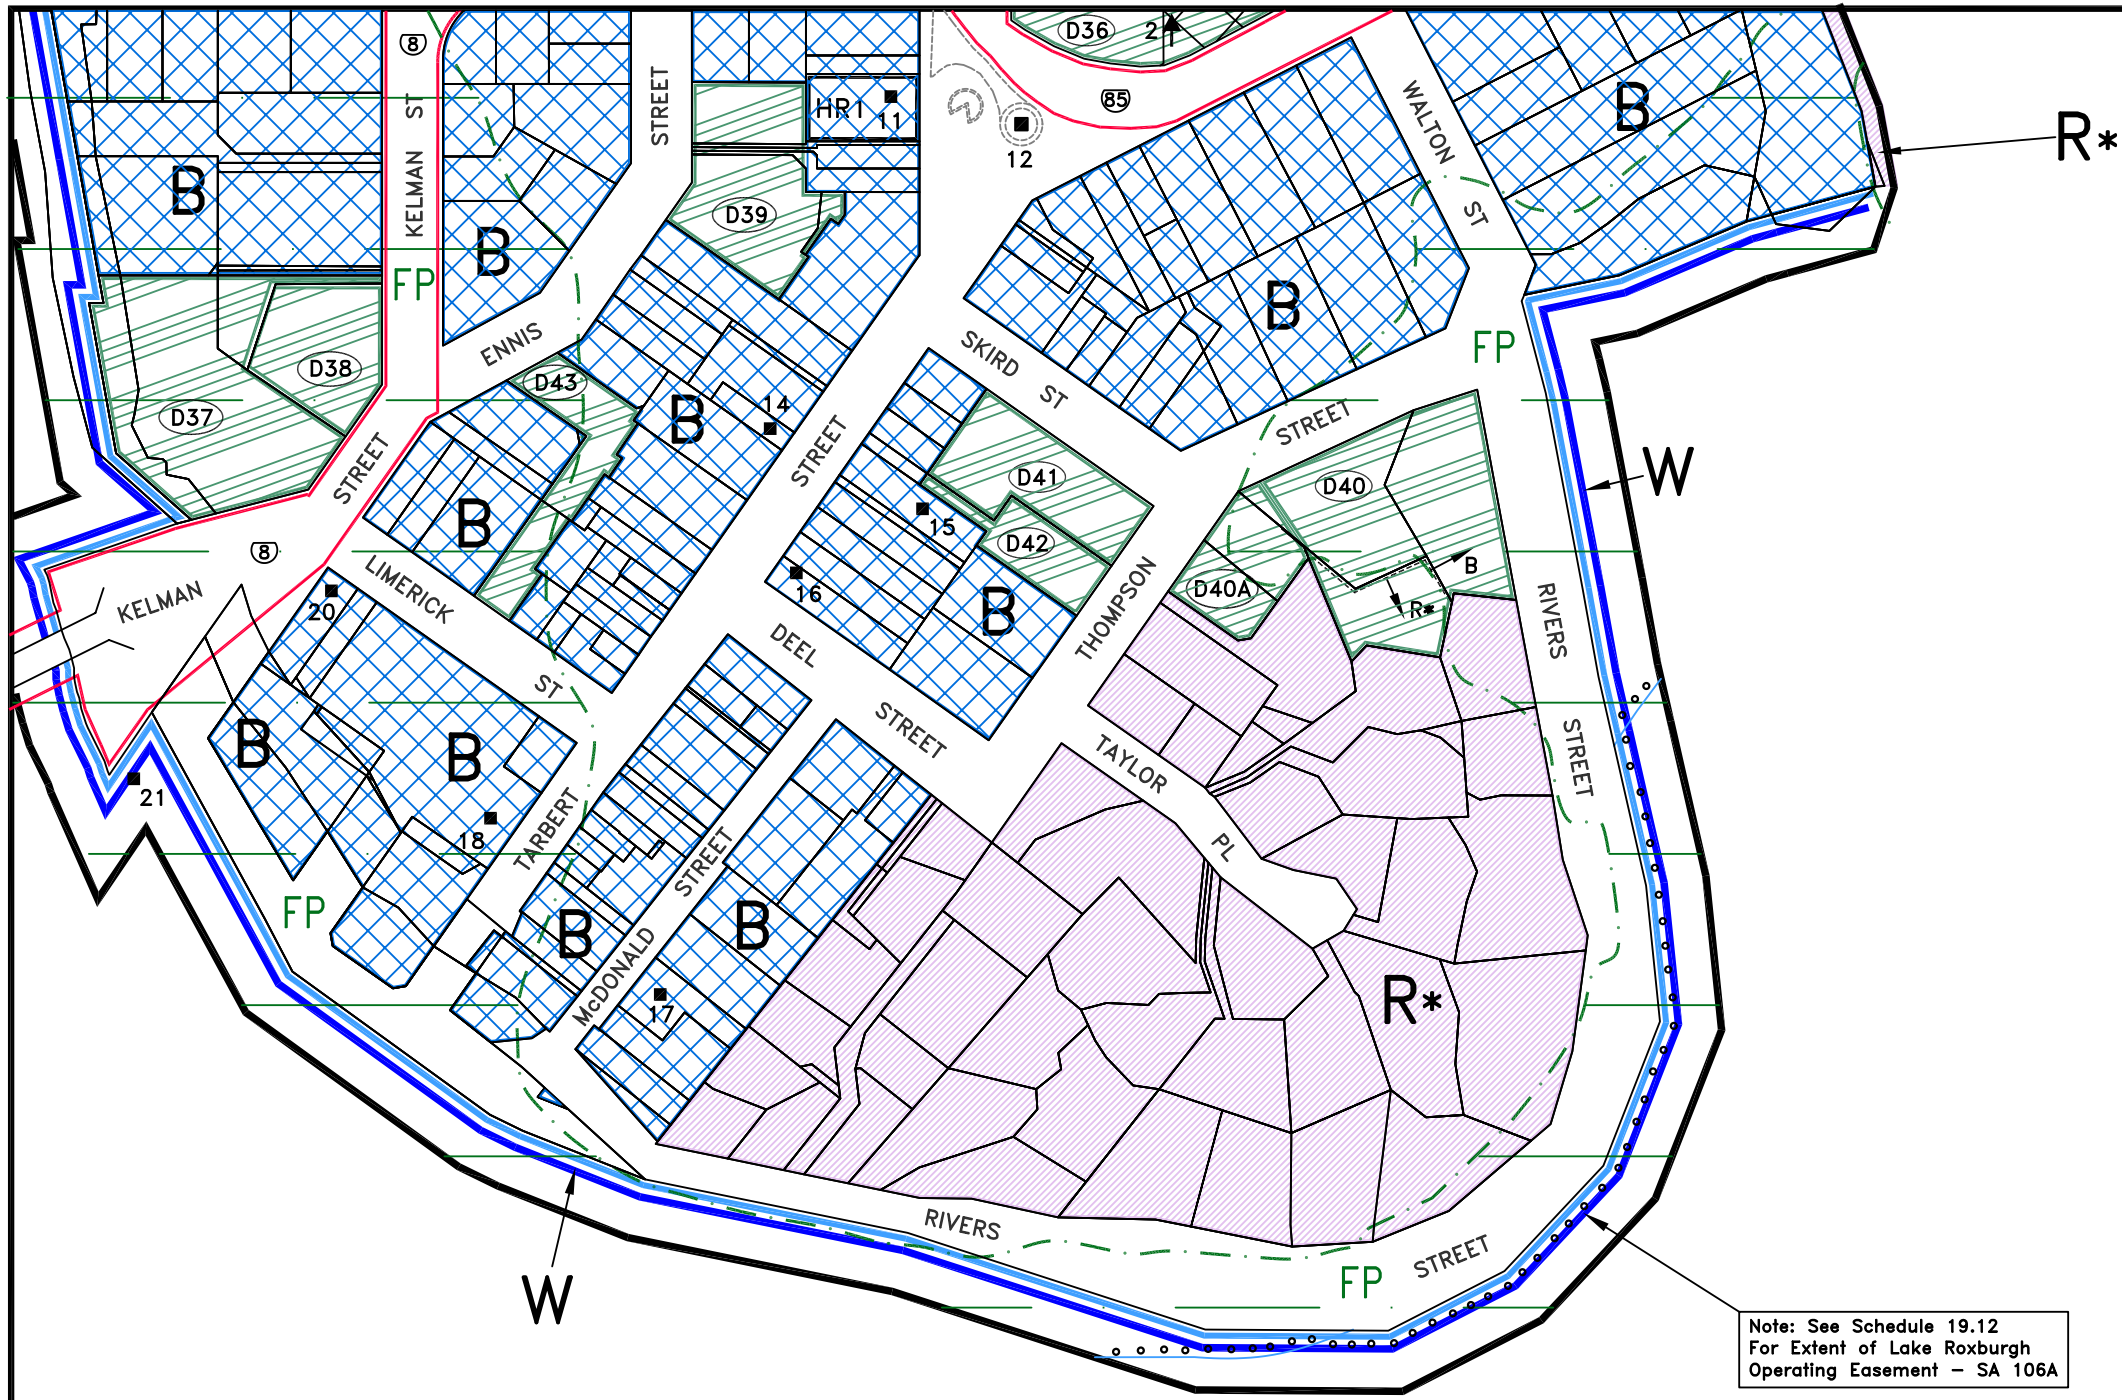 D36
2
8
85
HR1
11
12
KELMAN ST
STREET
WALTON
ST
B
R*
B
D39
B
FP
B
D38
D37
ENNIS
D43
14
B
SKIRD
ST
FP
STREET
STREET
STREET
B
D41
15
D42
D40
W
8
KELMAN
LIMERICK
ST
20
16
B
DEEL
STREET
THOMPSON
D40A
B
R*
RIVERS
STREET
B
B
21
18
TARBERT
STREET
McDONALD
TAYLOR
PL
FP
B
B
17
R*
RIVERS
STREET
FP
W
Note: See Schedule 19.12
For Extent of Lake Roxburgh
Operating Easement – SA 106A